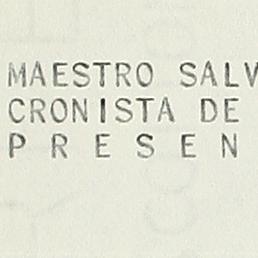 MAESTRO SALV
CRONISTA DE
P R E S E N